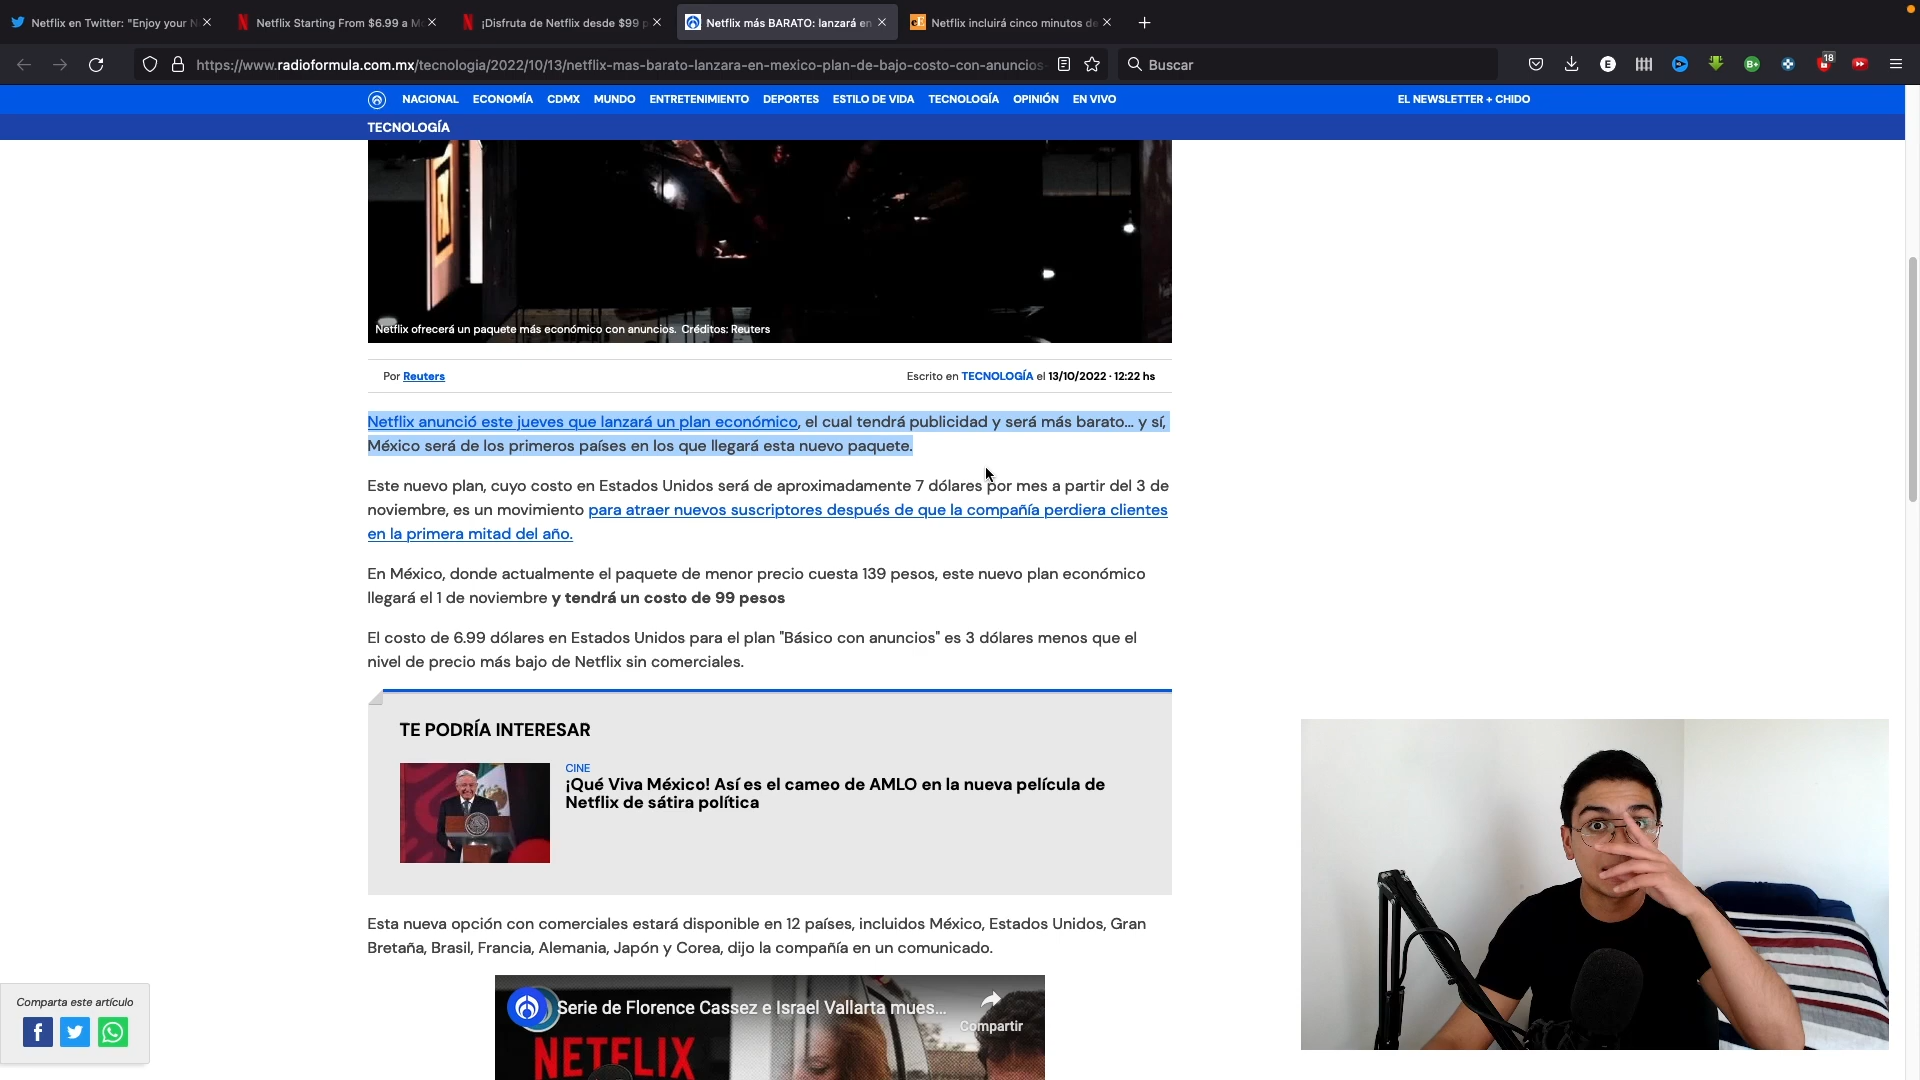 Netflix en Twitter: "Enjoy your N
Netflix Starting From $6.99 a M
¡Disfruta de Netflix desde $99 p
Netflix más BARATO: lanzará en
Netflix incluirá cinco minutos de
https://www.radioformula.com.mx/tecnologia/2022/10/13/netflix-mas-barato-lanzara-en-mexico-plan-de-bajo-costo-con-anuncios-
Buscar
18
NACIONAL ECONOMÍA CDMX MUNDO ENTRETENIMIENTO DEPORTES ESTILO DE VIDA TECNOLOGÍA OPINIÓN EN VIVO EL NEWSLETTER + CHIDO
TECNOLOGÍA
Netflix ofrecerá un paquete más económico con anuncios. Créditos: Reuters
Por Reuters
Escrito en TECNOLOGÍA el 13/10/2022 · 12:22 hs
Netflix anunció este jueves que lanzará un plan económico, el cual tendrá publicidad y será más barato... y sí,
México será de los primeros países en los que llegará esta nuevo paquete.
Este nuevo plan, cuyo costo en Estados Unidos será de aproximadamente 7 dólares por mes a partir del 3 de
noviembre, es un movimiento para atraer nuevos suscriptores después de que la compañía perdiera clientes
en la primera mitad del año.
En México, donde actualmente el paquete de menor precio cuesta 139 pesos, este nuevo plan económico
llegará el 1 de noviembre y tendrá un costo de 99 pesos
El costo de 6.99 dólares en Estados Unidos para el plan "Básico con anuncios" es 3 dólares menos que el
nivel de precio más bajo de Netflix sin comerciales.
TE PODRÍA INTERESAR
CINE
¡Qué Viva México! Así es el cameo de AMLO en la nueva película de
Netflix de sátira política
Esta nueva opción con comerciales estará disponible en 12 países, incluidos México, Estados Unidos, Gran
Bretaña, Brasil, Francia, Alemania, Japón y Corea, dijo la compañía en un comunicado.
Comparta este artículo
Serie de Florence Cassez e Israel Vallarta mues...
Compartir
NETFLIX